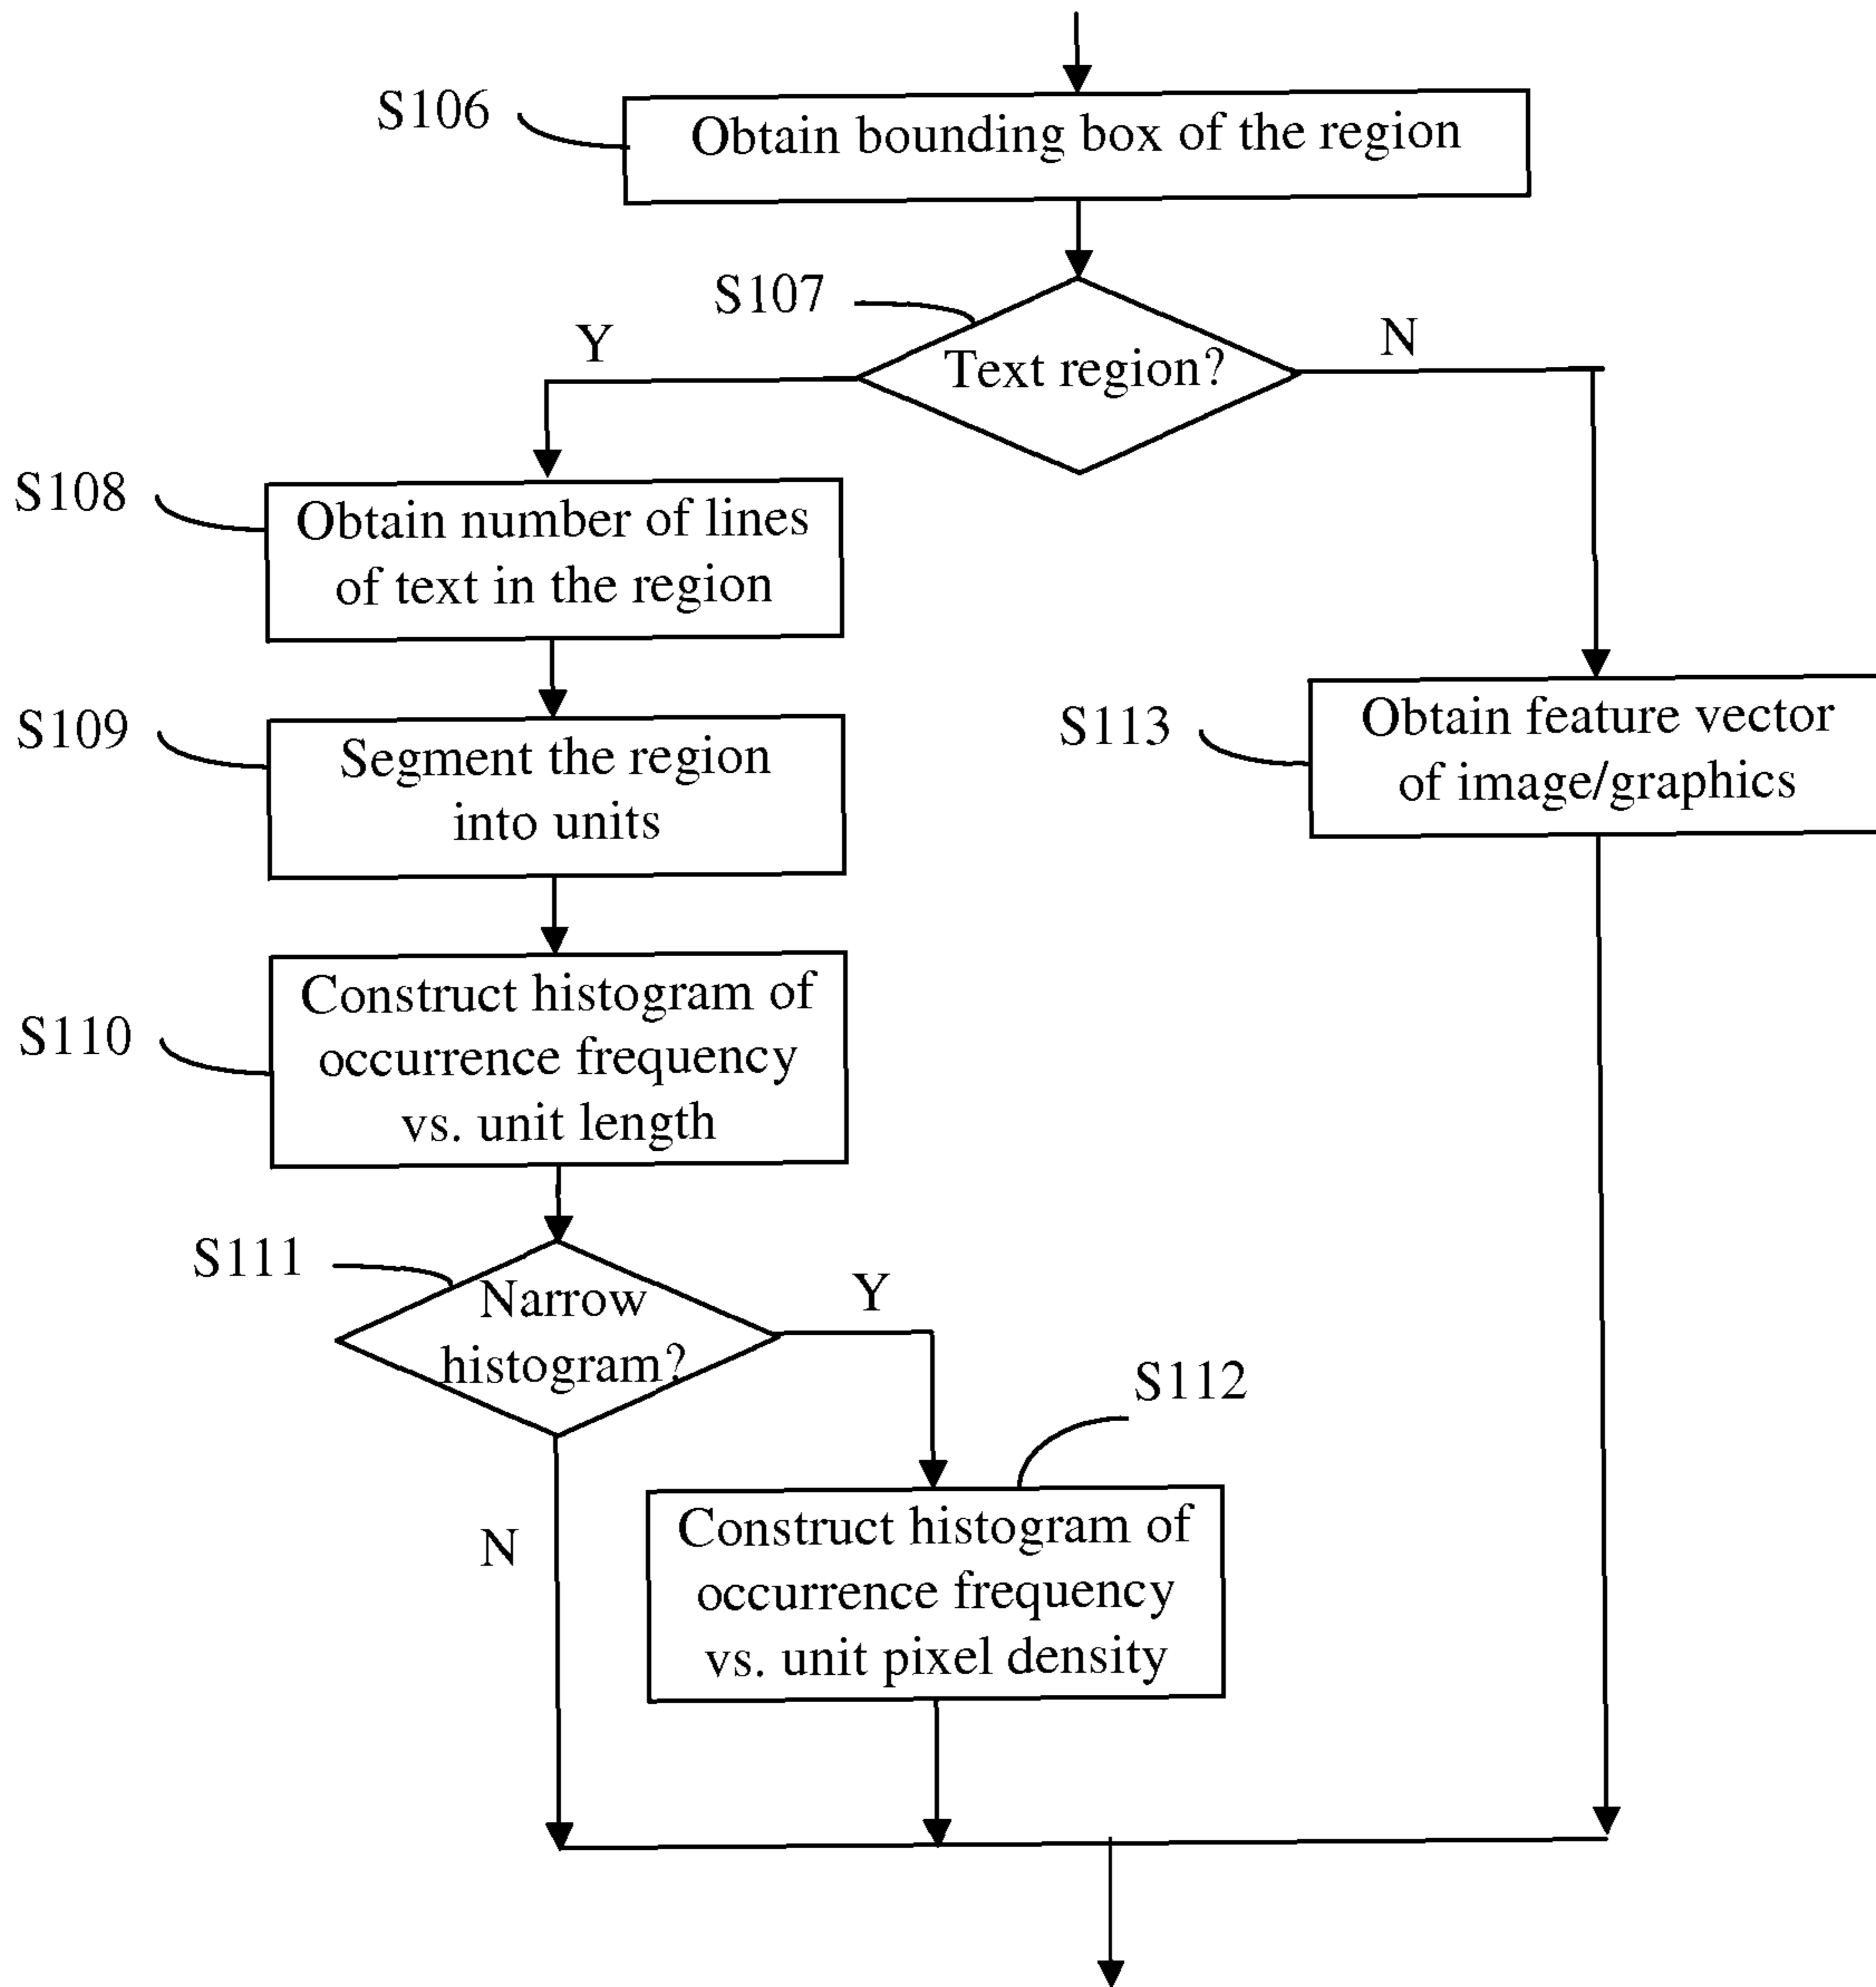 S106
Obtain bounding box of the region
S107
Y
N
Text region?
S108
Obtain number of lines
of text in the region
S109
Segment the region
into units
S113
Obtain feature vector
of image/graphics
S110
Construct histogram of
occurrence frequency
vs. unit length
S111
Narrow
histogram?
Y
N
S112
Construct histogram of
occurrence frequency
vs. unit pixel density